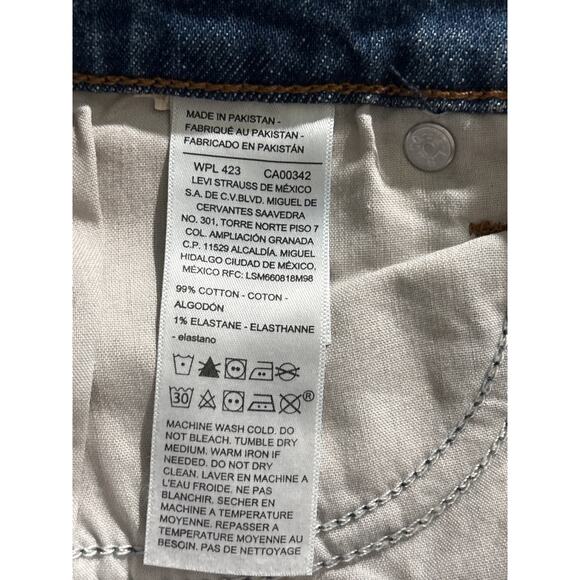 MADE IN PAKISTAN -
FABRIQUÉ AU PAKISTAN -
FABRICADO EN PAKISTÁN
WPL 423 CA00342
LEVI STRAUSS DE MÉXICO
S.A. DE C.V.BLVD. MIGUEL DE
CERVANTES SAAVEDRA
NO. 301, TORRE NORTE PISO 7
COL. AMPLIACIÓN GRANADA
C.P. 11529 ALCALDÍA. MIGUEL
HIDALGO CIUDAD DE MÉXICO,
MÉXICO RFC: LSM660818M98
99% COTTON - COTON -
ALGODÓN
1% ELASTANE - ELASTHANNE
- elastano
30 ®
MACHINE WASH COLD. DO
NOT BLEACH. TUMBLE DRY
MEDIUM. WARM IRON IF
NEEDED. DO NOT DRY
CLEAN. LAVER EN MACHINE A
L'EAU FROIDE. NE PAS
BLANCHIR. SECHER EN
MACHINE A TEMPERATURE
MOYENNE. REPASSER A
TEMPERATURE MOYENNE AU
BESOIN. PAS DE NETTOYAGE